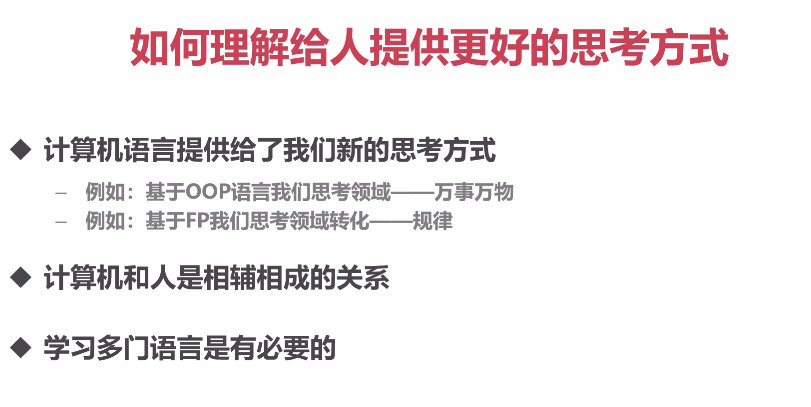 如何理解给人提供更好的思考方式
◆ 计算机语言提供给了我们新的思考方式
– 例如：基于OOP语言我们思考领域——万事万物
– 例如：基于FP我们思考领域转化——规律
◆ 计算机和人是相辅相成的关系
◆ 学习多门语言是有必要的